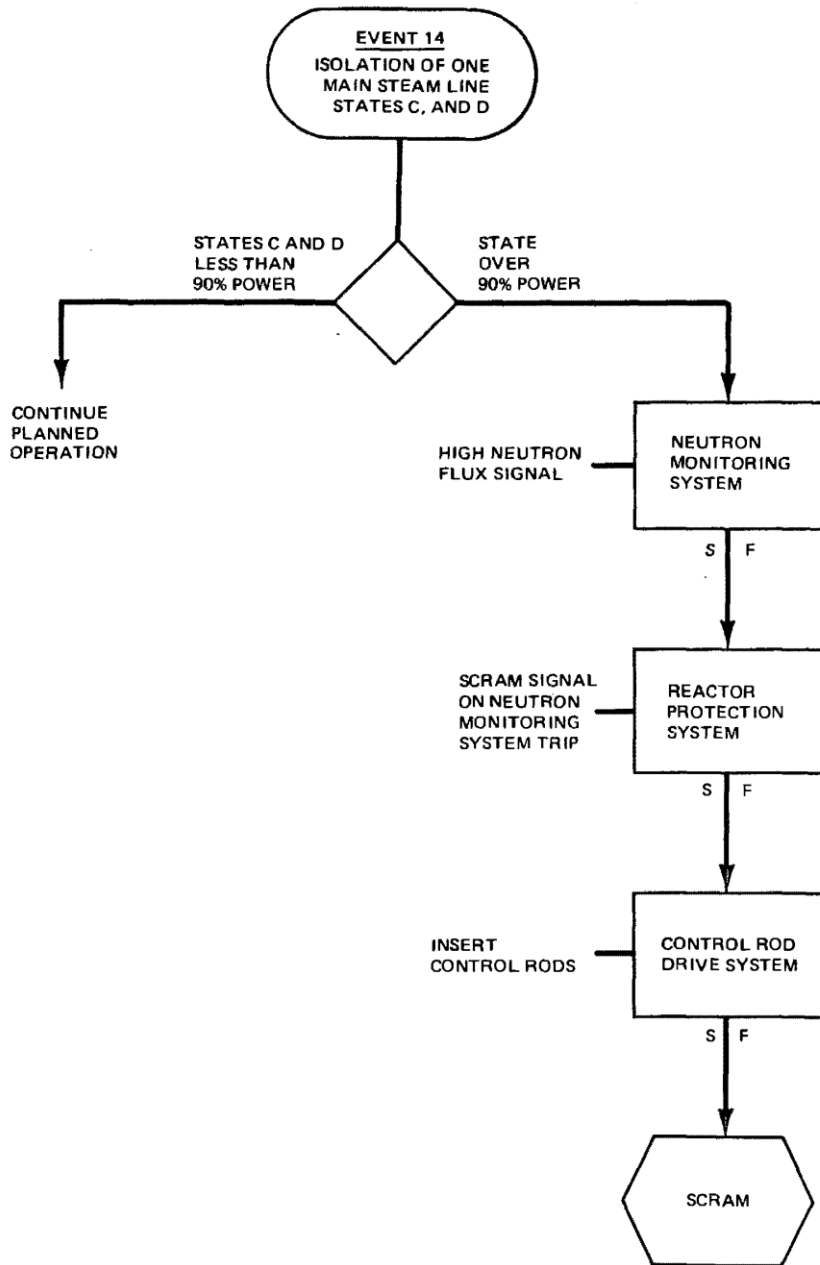 EVENT 14
ISOLATION OF ONE
MAIN STEAM LINE
STATES C, AND D
STATES C AND D
LESS THAN
90% POWER
STATE
OVER
90% POWER
CONTINUE
PLANNED
OPERATION
HIGH NEUTRON
FLUX SIGNAL
NEUTRON
MONITORING
SYSTEM
S F
SCRAM SIGNAL
ON NEUTRON
MONITORING
SYSTEM TRIP
REACTOR
PROTECTION
SYSTEM
S F
INSERT
CONTROL RODS
CONTROL ROD
DRIVE SYSTEM
S F
SCRAM